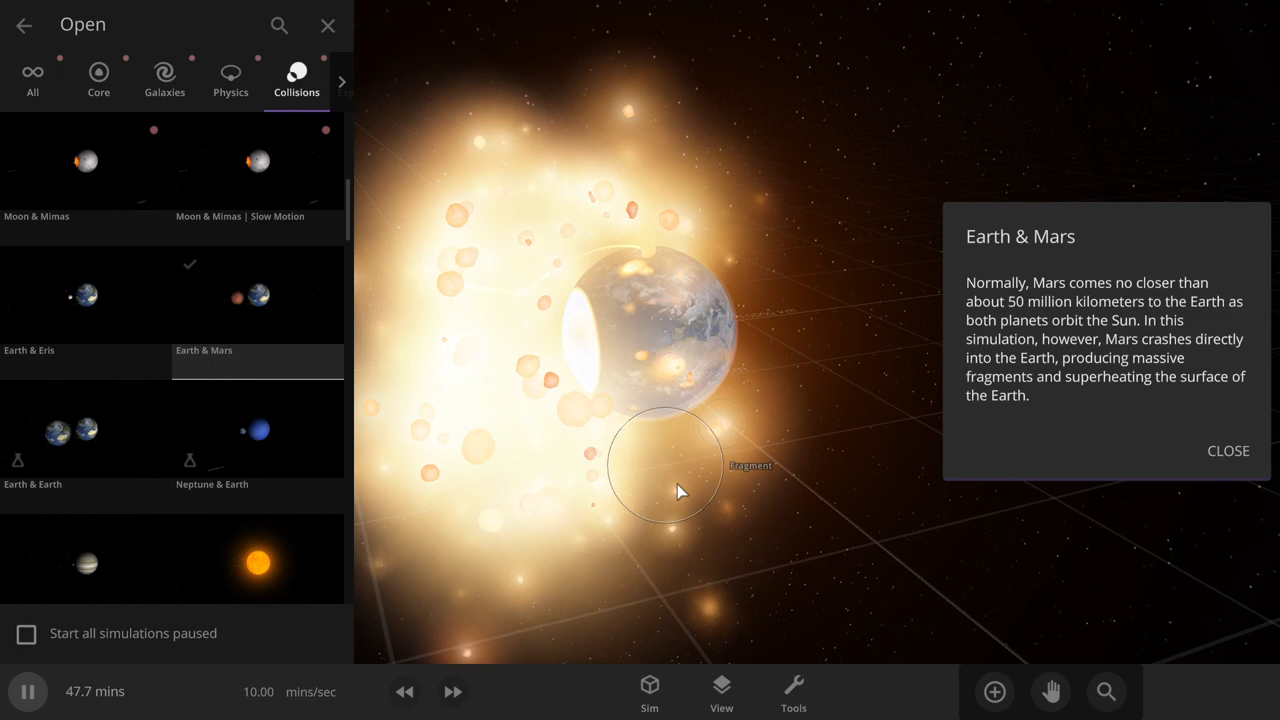 Open
All
Core
Galaxies
Physics
Collisions
Moon & Mimas
Moon & Mimas | Slow Motion
Earth & Eris
Earth & Mars
Earth & Earth
Neptune & Earth
Start all simulations paused
47.7 mins
10.00 mins/sec
Sim
View
Tools
Fragment
Earth & Mars
Normally, Mars comes no closer than
about 50 million kilometers to the Earth as
both planets orbit the Sun. In this
simulation, however, Mars crashes directly
into the Earth, producing massive
fragments and superheating the surface of
the Earth.
CLOSE